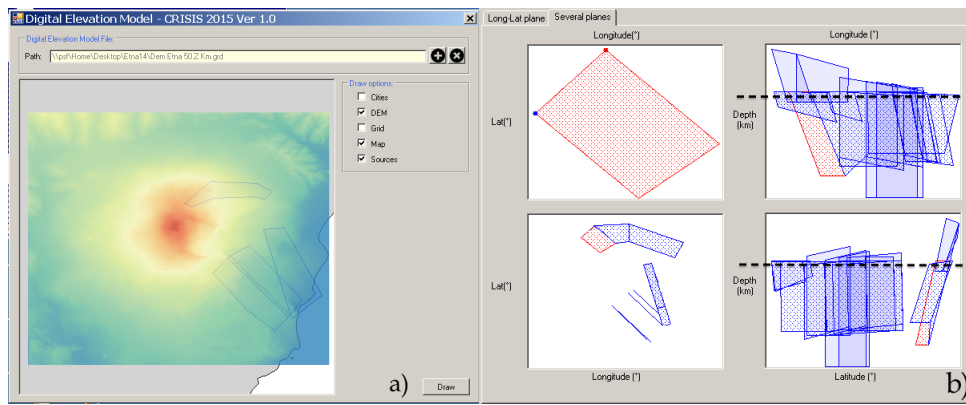 Digital Elevation Model - CRISIS 2015 Ver 1.0
Digital Elevation Model File:
Path: \\psf\Home\Desktop\Etna14\Dem Etna 50 Z Km.grd
Draw options:
Cities
DEM
Grid
Map
Sources
a)
Draw
Long-Lat plane
Several planes
Longitude(°)
Longitude (°)
Lat(°)
Depth
(km)
Lat(°)
Depth
(km)
Longitude (°)
Latitude (°)
b)